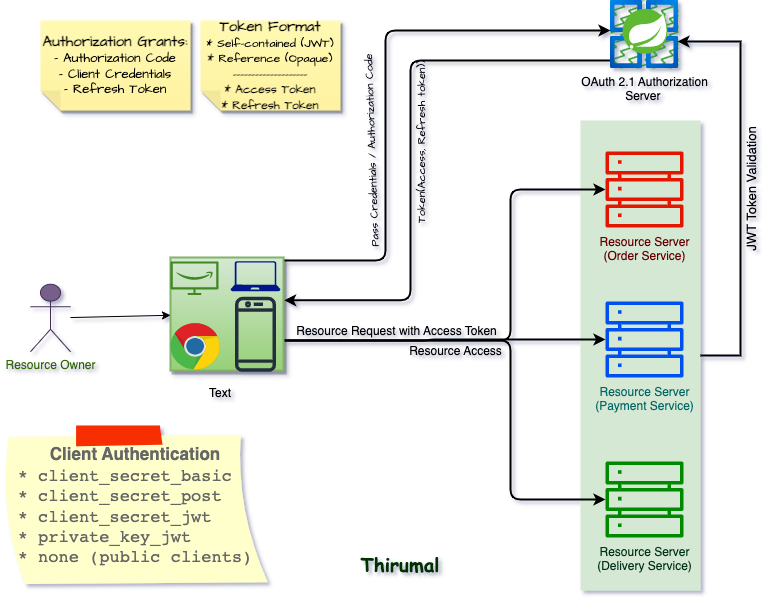 Authorization Grants:
- Authorization Code
- Client Credentials
- Refresh Token
Token Format
* Self-contained (JWT)
* Reference (Opaque)
--------------------
* Access Token
* Refresh Token
Pass Credentials / Authorization Code
Token(Access, Refresh token)
OAuth 2.1 Authorization
Server
JWT Token Validation
Resource Server
(Order Service)
Resource Owner
Text
Resource Request with Access Token
Resource Access
Resource Server
(Payment Service)
Client Authentication
* client_secret_basic
* client_secret_post
* client_secret_jwt
* private_key_jwt
* none (public clients)
Resource Server
(Delivery Service)
Thirumal